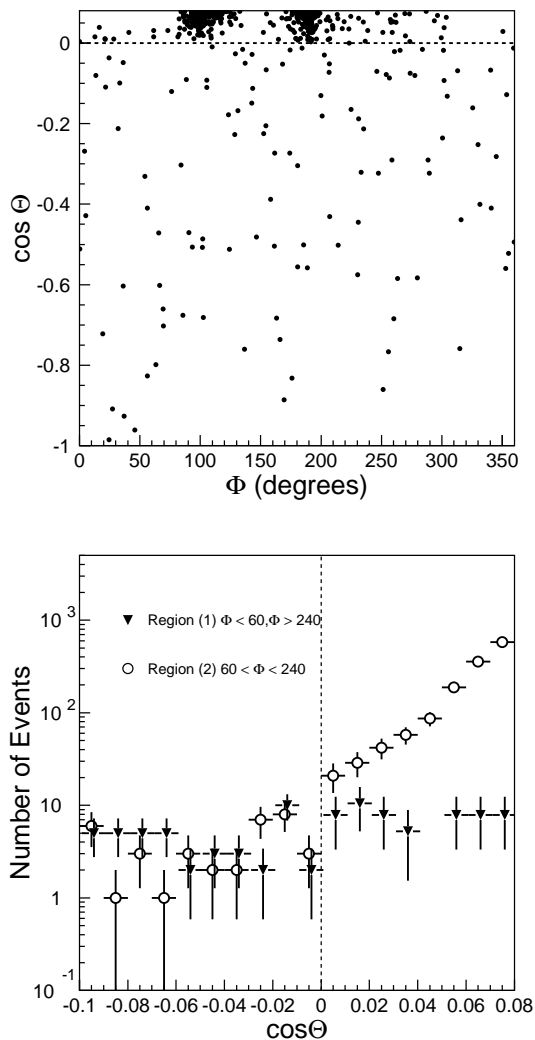 0
-0.2
-0.4
-0.6
-0.8
-1
cos Θ
0 50 100 150 200 250 300 350
Φ (degrees)
10³
10²
10
1
10⁻¹
Number of Events
Region (1) Φ < 60,Φ > 240
Region (2) 60 < Φ < 240
-0.1 -0.08 -0.06 -0.04 -0.02 0 0.02 0.04 0.06 0.08
cosΘ